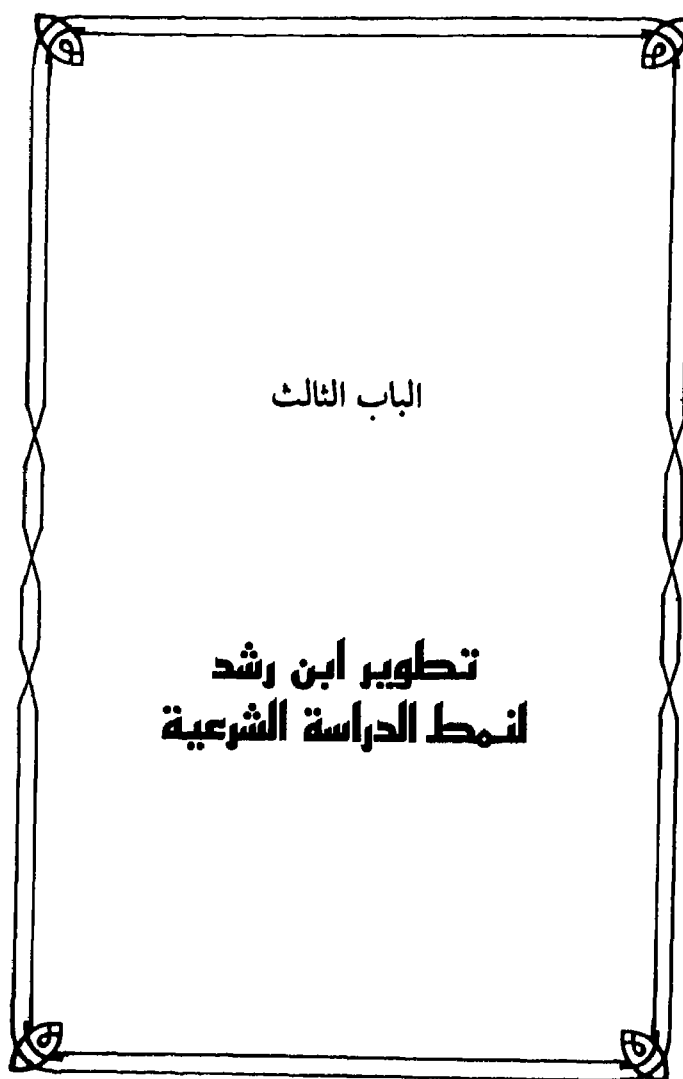 الباب الثالث
تطوير ابن رشد
لنمط الدراسة الشرعية